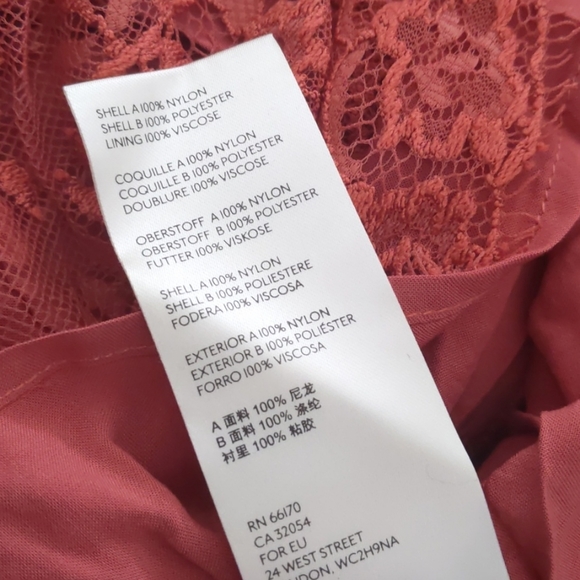 SHELL A 100% NYLON
SHELL B 100% POLYESTER
LINING 100% VISCOSE
COQUILLE A 100% NYLON
COQUILLE B 100% POLYESTER
DOUBLURE 100% VISCOSE
OBERSTOFF A 100% NYLON
OBERSTOFF B 100% POLYESTER
FUTTER 100% VISKOSE
SHELL A 100% NYLON
SHELL B 100% POLIESTERE
FODERA 100% VISCOSA
EXTERIOR A 100% NYLON
EXTERIOR B 100% POLIÉSTER
FORRO 100% VISCOSA
A 面料 100% 尼龙
B 面料 100% 涤纶
衬里 100% 粘胶
RN 66170
CA 32054
FOR EU
24 WEST STREET
WC2H9NA